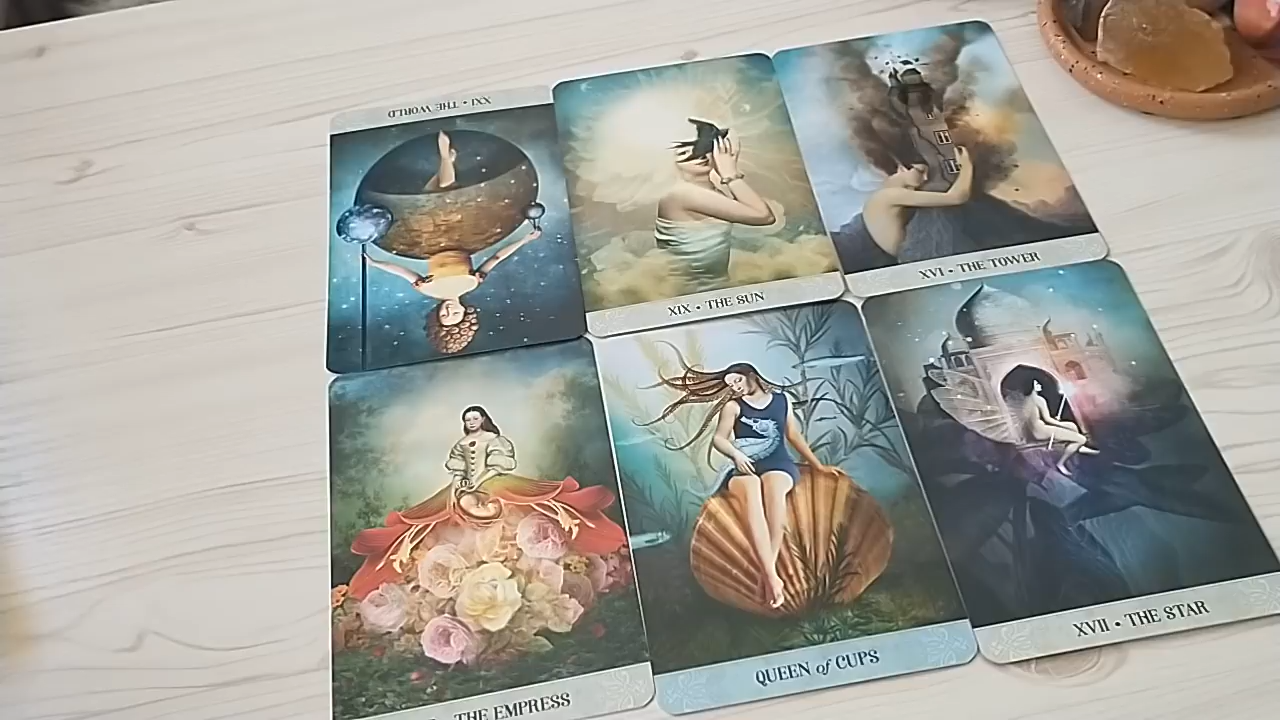 XXI • THE WORLD
XIX • THE SUN
XVI • THE TOWER
THE EMPRESS
QUEEN of CUPS
XVII • THE STAR